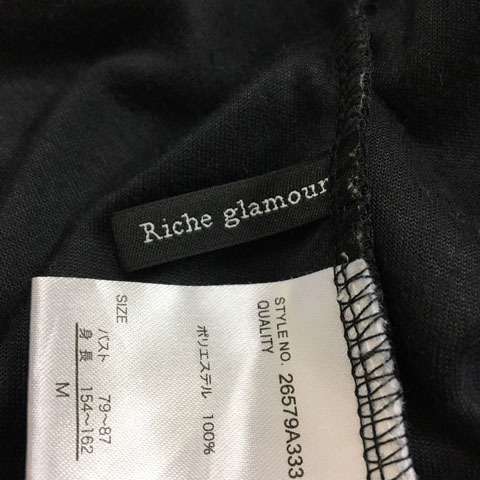 Riche glamour
STYLE NO. 26579A333
QUALITY
ポリエステル 100%
SIZE
バスト 79~87
身長 154~162
M